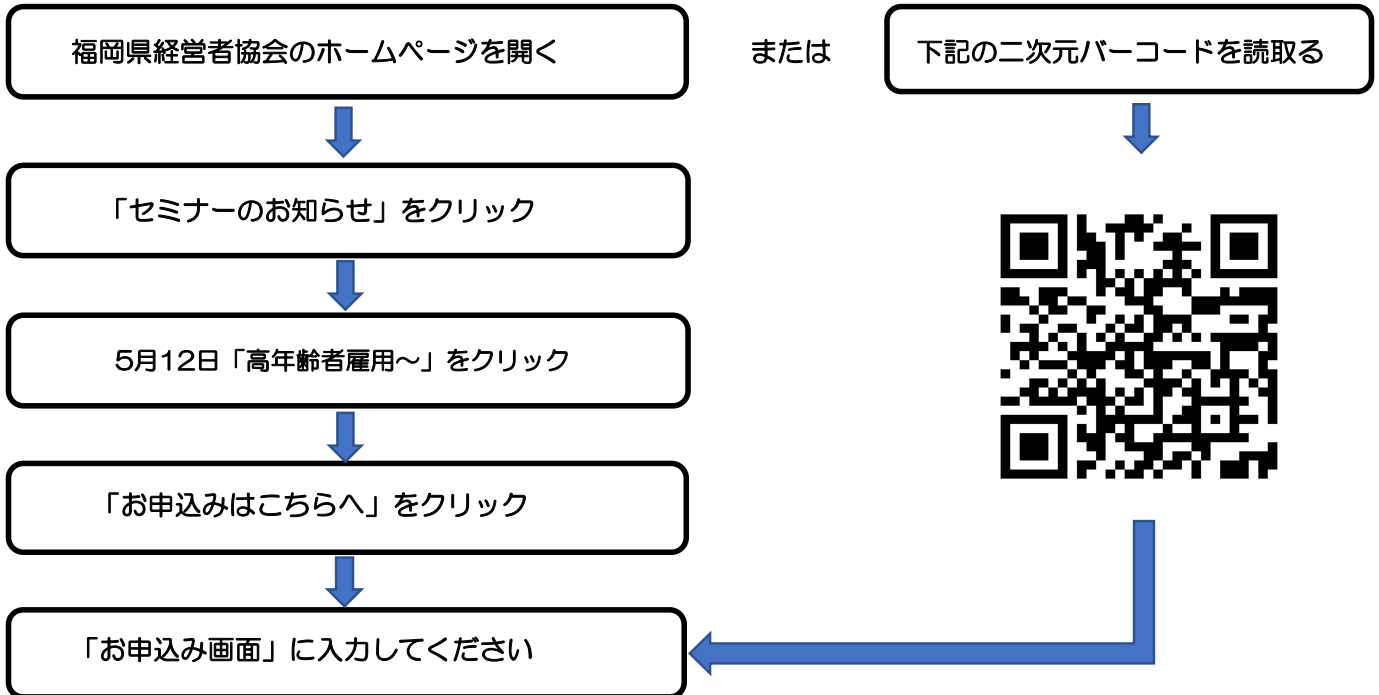 福岡県経営者協会のホームページを開く
または
下記の二次元バーコードを読取る
「セミナーのお知らせ」をクリック
5月12日「高年齢者雇用～」をクリック
「お申込みはこちらへ」をクリック
「お申込み画面」に入力してください